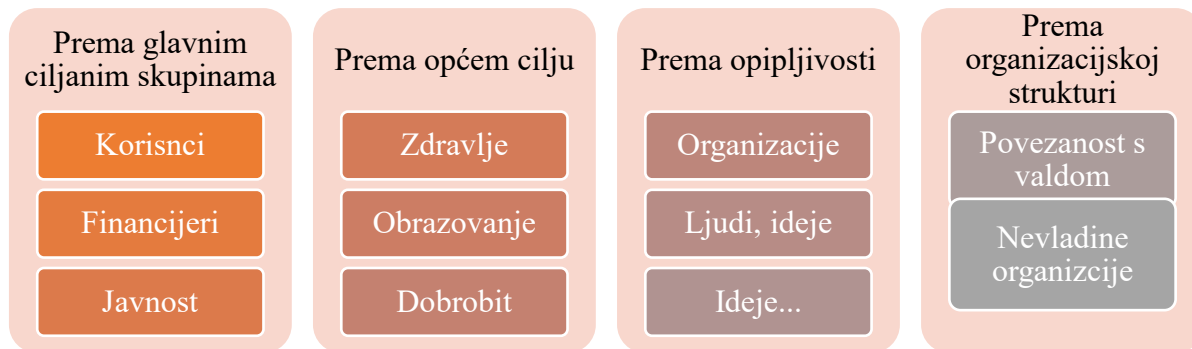 Prema glavnim
ciljanim skupinama
Korisnci
Financijeri
Javnost
Prema općem cilju
Zdravlje
Obrazovanje
Dobrobit
Prema opipljivosti
Organizacije
Ljudi, ideje
Ideje...
Prema
organizacijskoj
strukturi
Povezanost s
valdom
Nevladine
organizcije